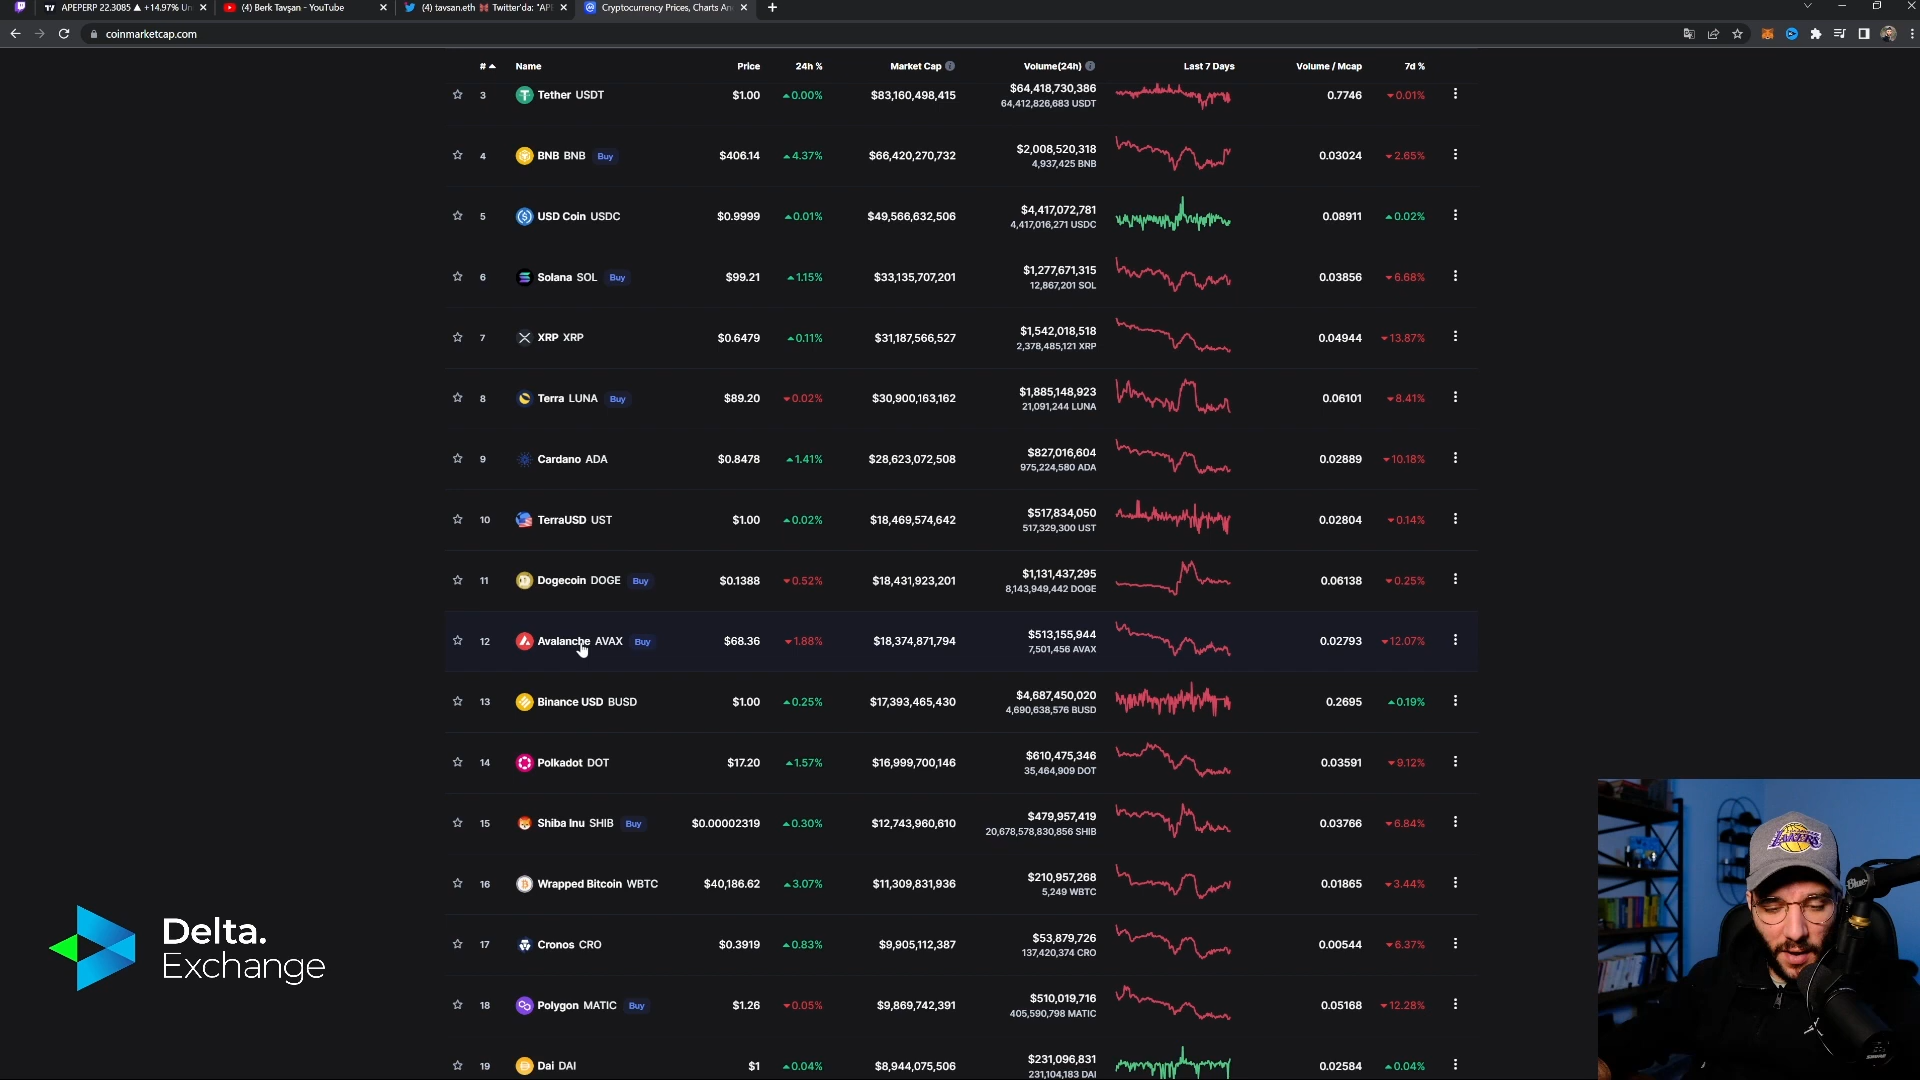 APEPERP 22.3085 ▲ +14.97% Un
(4) Berk Tavşan - YouTube
(4) tavsan.eth Twitter'da: "APE
Cryptocurrency Prices, Charts An
coinmarketcap.com
# Name Price 24h % Market Cap Volume(24h) Last 7 Days Volume / Mcap 7d %
3 Tether USDT $1.00 0.00% $83,160,498,415 $64,418,730,386 0.7746 0.01%
64,412,826,683 USDT
4 BNB BNB Buy $406.14 4.37% $66,420,270,732 $2,008,520,318 0.03024 2.65%
4,937,425 BNB
5 USD Coin USDC $0.9999 0.01% $49,566,632,506 $4,417,072,781 0.08911 0.02%
4,417,016,271 USDC
6 Solana SOL Buy $99.21 1.15% $33,135,707,201 $1,277,671,315 0.03856 6.68%
12,867,201 SOL
7 XRP XRP $0.6479 0.11% $31,187,566,527 $1,542,018,518 0.04944 13.87%
2,378,485,121 XRP
8 Terra LUNA Buy $89.20 0.02% $30,900,163,162 $1,885,148,923 0.06101 8.41%
21,091,244 LUNA
9 Cardano ADA $0.8478 1.41% $28,623,072,508 $827,016,604 0.02889 10.18%
975,224,580 ADA
10 TerraUSD UST $1.00 0.02% $18,469,574,642 $517,834,050 0.02804 0.14%
517,329,300 UST
11 Dogecoin DOGE Buy $0.1388 0.52% $18,431,923,201 $1,131,437,295 0.06138 0.25%
8,143,949,442 DOGE
12 Avalanche AVAX Buy $68.36 1.88% $18,374,871,794 $513,155,944 0.02793 12.07%
7,501,456 AVAX
13 Binance USD BUSD $1.00 0.25% $17,393,465,430 $4,687,450,020 0.2695 0.19%
4,690,638,576 BUSD
14 Polkadot DOT $17.20 1.57% $16,999,700,146 $610,475,346 0.03591 9.12%
35,464,909 DOT
15 Shiba Inu SHIB Buy $0.00002319 0.30% $12,743,960,610 $479,957,419 0.03766 6.84%
20,678,578,830,856 SHIB
16 Wrapped Bitcoin WBTC $40,186.62 3.07% $11,309,831,936 $210,957,268 0.01865 3.44%
5,249 WBTC
17 Cronos CRO $0.3919 0.83% $9,905,112,387 $53,879,726 0.00544 6.37%
137,420,374 CRO
18 Polygon MATIC Buy $1.26 0.05% $9,869,742,391 $510,019,716 0.05168 12.28%
405,590,798 MATIC
19 Dai DAI $1 0.04% $8,944,075,506 $231,096,831 0.02584 0.04%
231,104,183 DAI
Delta.
Exchange
LAKERS
Blue